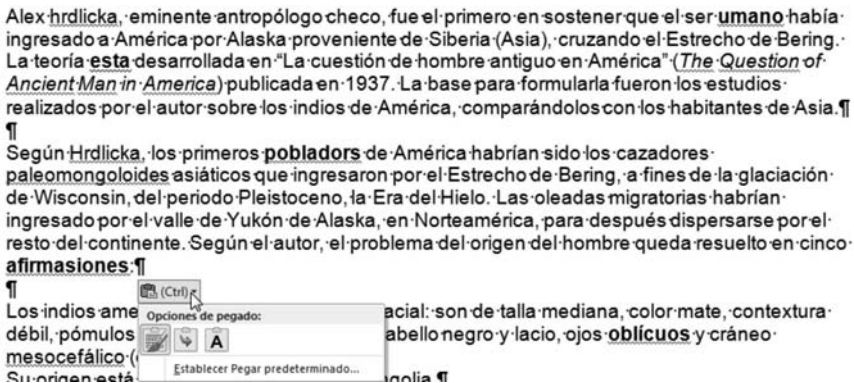 Alex hrdlicka, eminente antropólogo checo, fue el primero en sostener que el ser umano había
ingresado a América por Alaska proveniente de Siberia (Asia), cruzando el Estrecho de Bering.
La teoría esta desarrollada en "La cuestión de hombre antiguo en América" (The Question of
Ancient Man in America) publicada en 1937. La base para formularla fueron los estudios
realizados por el autor sobre los indios de América, comparándolos con los habitantes de Asia.¶
¶
Según Hrdlicka, los primeros pobladors de América habrían sido los cazadores
paleomongoloides asiáticos que ingresaron por el Estrecho de Bering, a fines de la glaciación
de Wisconsin, del periodo Pleistoceno, la Era del Hielo. Las oleadas migratorias habrían
ingresado por el valle de Yukón de Alaska, en Norteamérica, para después dispersarse por el
resto del continente. Según el autor, el problema del origen del hombre queda resuelto en cinco
afirmasiones:¶
¶
(Ctrl)
Los indios ame acial: son de talla mediana, color mate, contextura
Opciones de pegado:
débil, pómulos abello negro y lacio, ojos oblícuos y cráneo
A
mesocefálico (
Establecer Pegar predeterminado...
Su origen está ngolia.¶